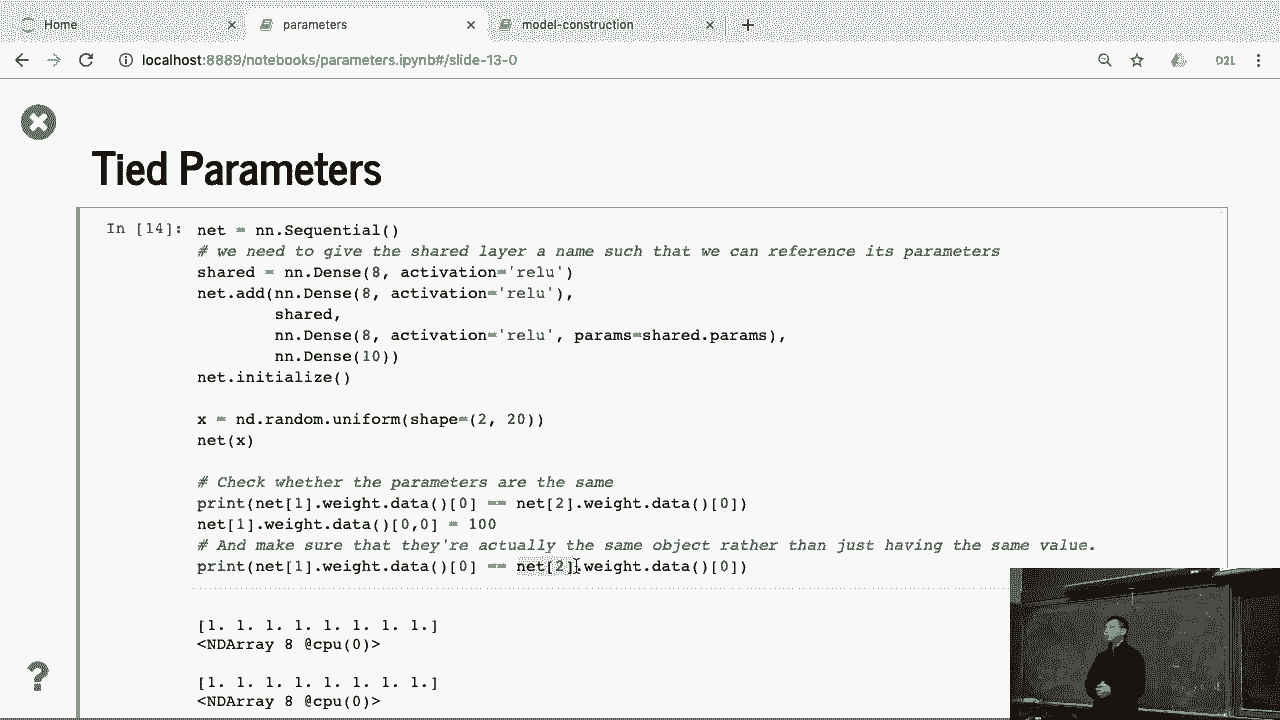 Home
parameters
model-construction
localhost:8889/notebooks/parameters.ipynb#/slide-13-0
D2L
Tied Parameters
In [14]:
net = nn.Sequential()
# we need to give the shared layer a name such that we can reference its parameters
shared = nn.Dense(8, activation='relu')
net.add(nn.Dense(8, activation='relu'),
shared,
nn.Dense(8, activation='relu', params=shared.params),
nn.Dense(10))
net.initialize()
x = nd.random.uniform(shape=(2, 20))
net(x)
# Check whether the parameters are the same
print(net[1].weight.data()[0] == net[2].weight.data()[0])
net[1].weight.data()[0,0] = 100
# And make sure that they're actually the same object rather than just having the same value.
print(net[1].weight.data()[0] == net[2].weight.data()[0])
[1. 1. 1. 1. 1. 1. 1. 1.]
<NDArray 8 @cpu(0)>
[1. 1. 1. 1. 1. 1. 1. 1.]
<NDArray 8 @cpu(0)>
?